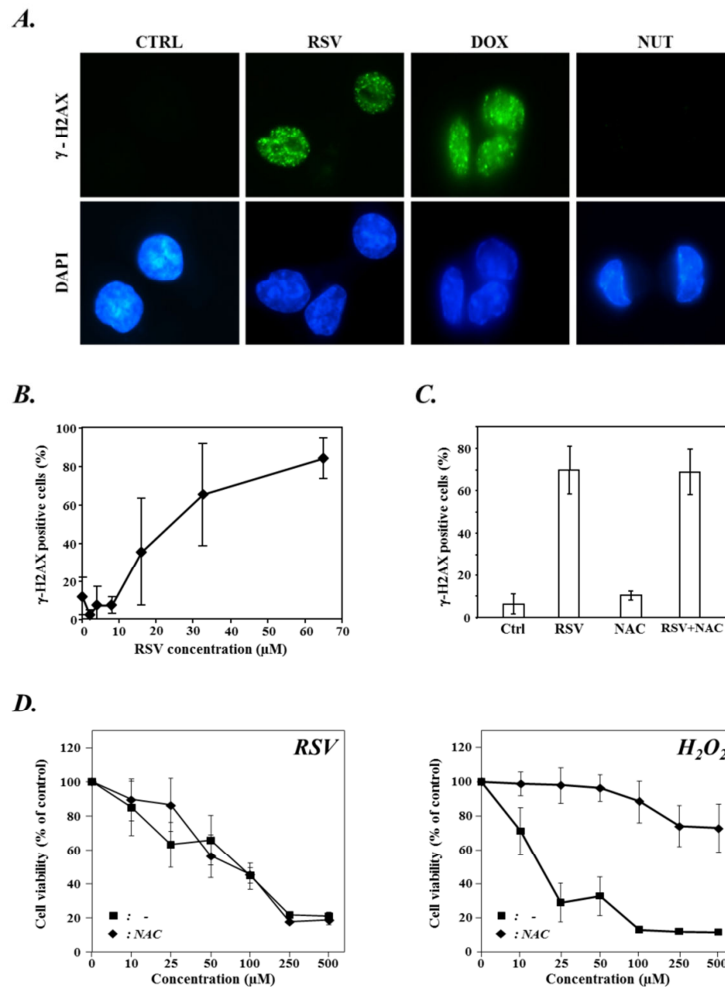 A.
CTRL RSV DOX NUT
γ - H2AX
DAPI
B.
γ-H2AX positive cells (%)
100
80
60
40
20
0
0 10 20 30 40 50 60 70
RSV concentration (μM)
C.
γ-H2AX positive cells (%)
80
60
40
20
0
Ctrl RSV NAC RSV+NAC
D.
RSV
Cell viability (% of control)
120
100
80
60
40
20
0
: -
: NAC
0 10 25 50 100 250 500
Concentration (μM)
H2O2
Cell viability (% of control)
120
100
80
60
40
20
0
: -
: NAC
0 10 25 50 100 250 500
Concentration (μM)